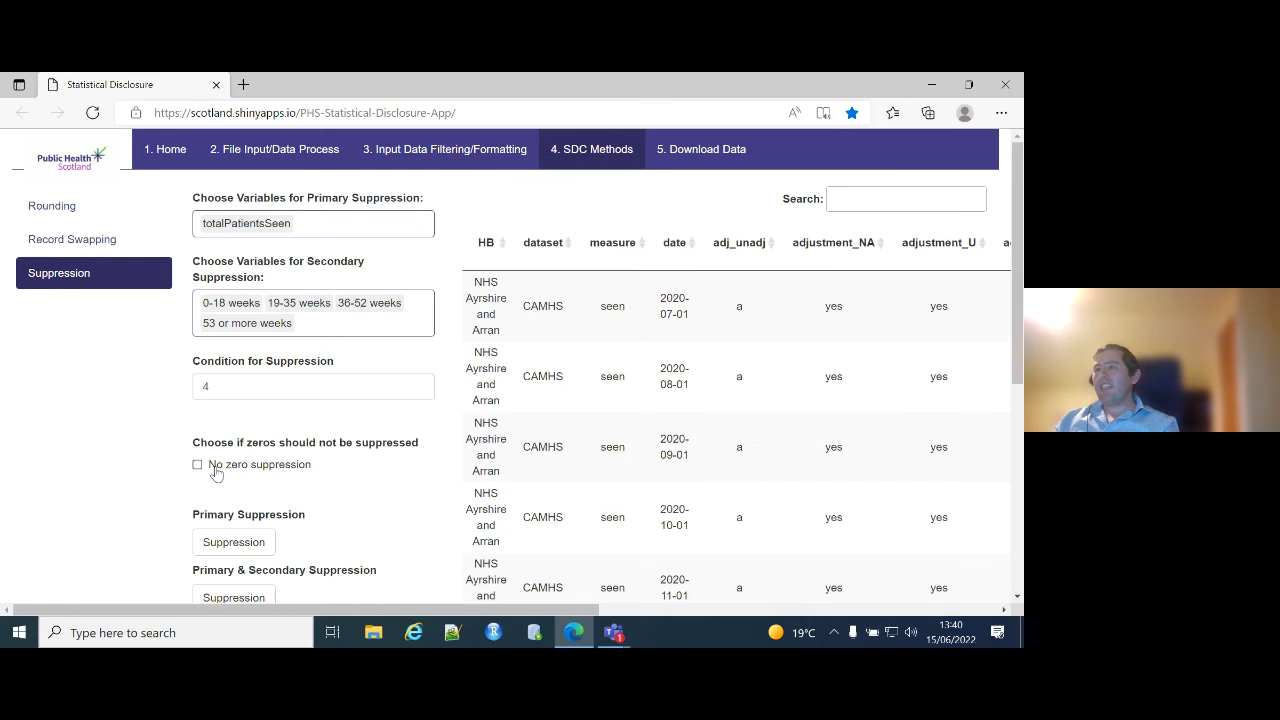 Statistical Disclosure
https://scotland.shinyapps.io/PHS-Statistical-Disclosure-App/
Public Health
Scotland
1. Home
2. File Input/Data Process
3. Input Data Filtering/Formatting
4. SDC Methods
5. Download Data
Rounding
Record Swapping
Suppression
Choose Variables for Primary Suppression:
totalPatientsSeen
Choose Variables for Secondary
Suppression:
0-18 weeks 19-35 weeks 36-52 weeks
53 or more weeks
Condition for Suppression
4
Choose if zeros should not be suppressed
No zero suppression
Primary Suppression
Suppression
Primary & Secondary Suppression
Suppression
Search:
HB dataset measure date adj_unadj adjustment_NA adjustment_U
NHS
Ayrshire
and
Arran
CAMHS
seen
2020-
07-01
a
yes
yes
NHS
Ayrshire
and
Arran
CAMHS
seen
2020-
08-01
a
yes
yes
NHS
Ayrshire
and
Arran
CAMHS
seen
2020-
09-01
a
yes
yes
NHS
Ayrshire
and
Arran
CAMHS
seen
2020-
10-01
a
yes
yes
NHS
Ayrshire
and
CAMHS
seen
2020-
11-01
a
yes
yes
Type here to search
1
19°C
13:40
15/06/2022